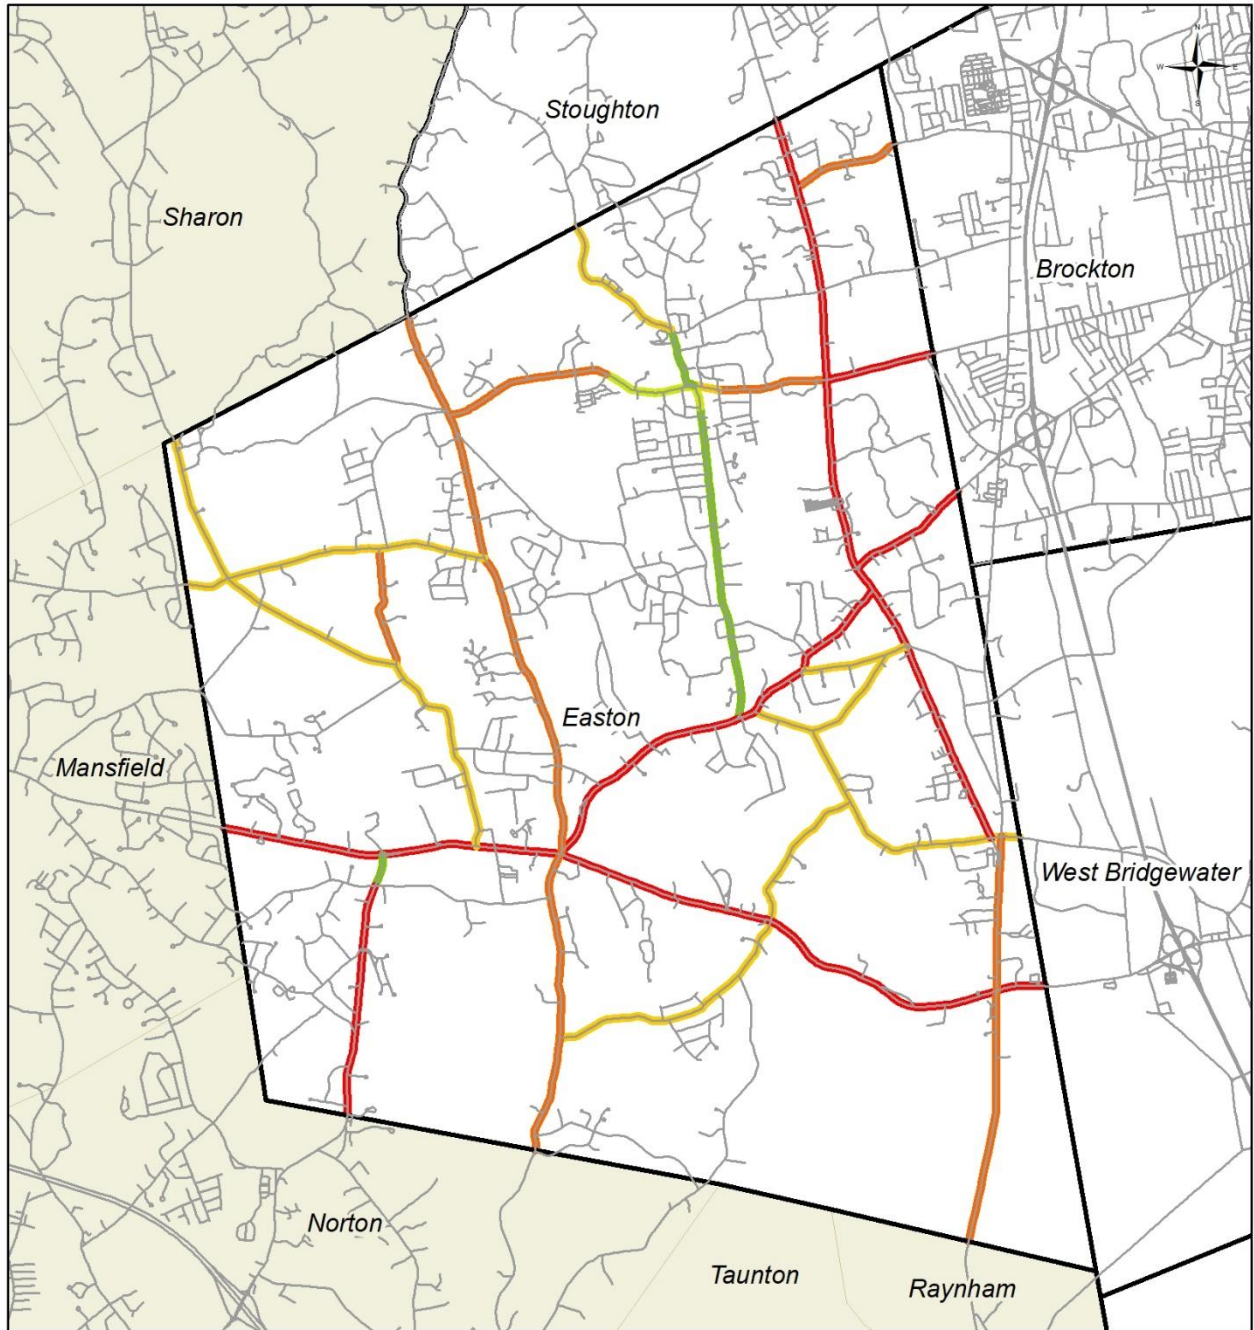 N
W E
S
Stoughton
Sharon
Brockton
Easton
Mansfield
West Bridgewater
Norton
Taunton
Raynham